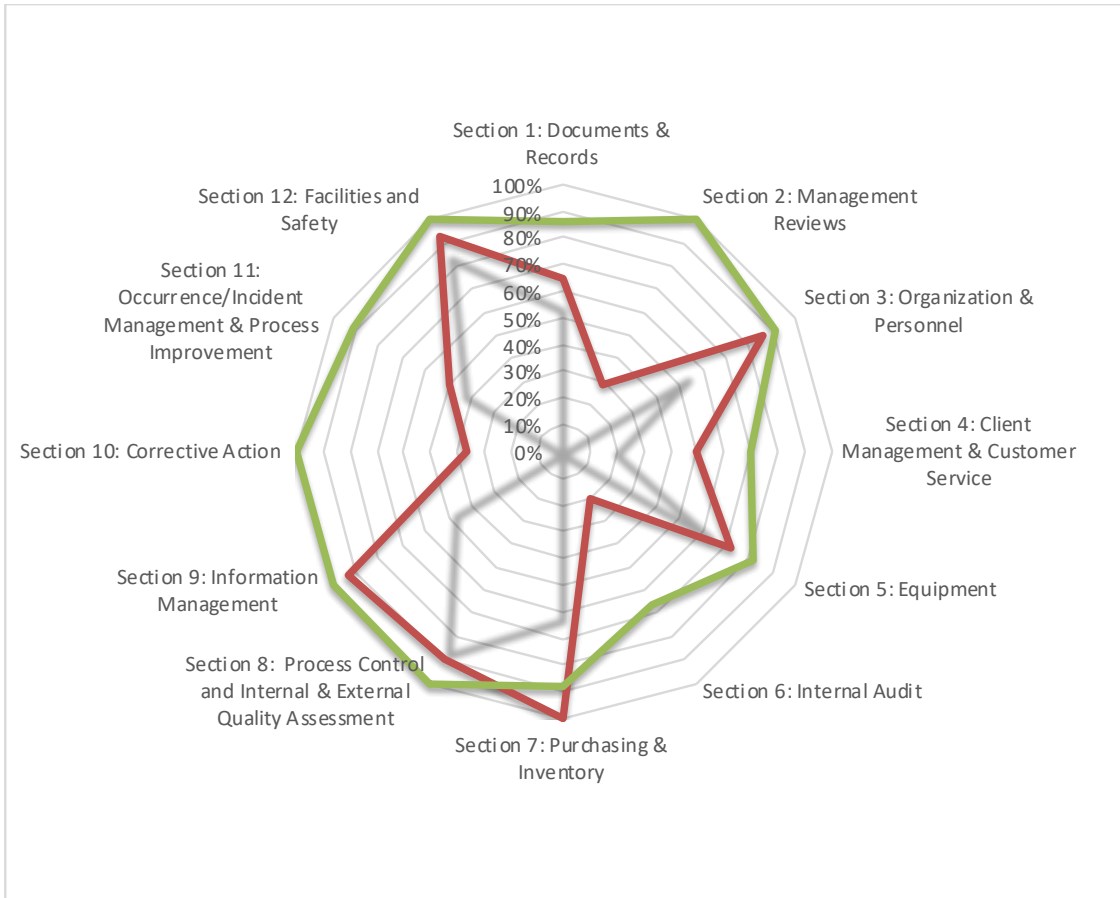 Section 1: Documents &
Records
100%
90%
80%
70%
60%
50%
40%
30%
20%
10%
0%
Section 2: Management
Reviews
Section 3: Organization &
Personnel
Section 4: Client
Management & Customer
Service
Section 5: Equipment
Section 6: Internal Audit
Section 7: Purchasing &
Inventory
Section 8: Process Control
and Internal & External
Quality Assessment
Section 9: Information
Management
Section 10: Corrective Action
Section 11:
Occurrence/Incident
Management & Process
Improvement
Section 12: Facilities and
Safety